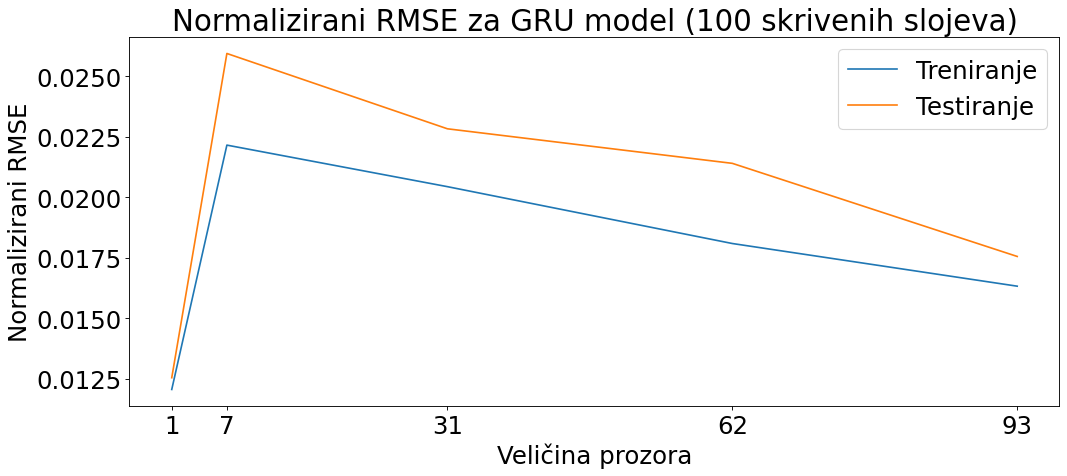 Normalizirani RMSE za GRU model (100 skrivenih slojeva)
Treniranje
Testiranje
Normalizirani RMSE
0.0250
0.0225
0.0200
0.0175
0.0150
0.0125
1 7 31 62 93
Veličina prozora